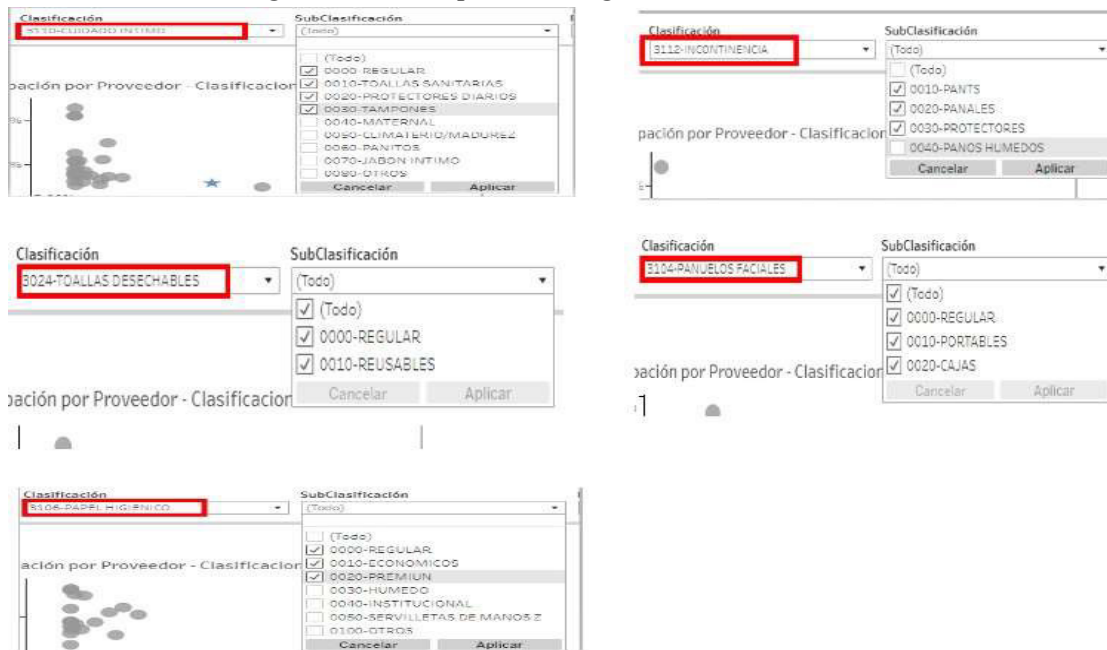 Clasificación
SubClasificación
3110-CUIDADO INTIMO
(Todo)
(Todo)
0000-REGULAR
0010-TOALLAS SANITARIAS
0020-PROTECTORES DIARIOS
0030-TAMPONES
0040-MATERNAL
0050-CLIMATERIO/MADUREZ
0060-PANITOS
0070-JABON INTIMO
0080-OTROS
Cancelar
Aplicar
pación por Proveedor - Clasificacion
Clasificación
SubClasificación
3112-INCONTINENCIA
(Todo)
(Todo)
0010-PANTS
0020-PANALES
0030-PROTECTORES
0040-PANOS HUMEDOS
Cancelar
Aplicar
pación por Proveedor - Clasificacion
Clasificación
SubClasificación
3024-TOALLAS DESECHABLES
(Todo)
(Todo)
0000-REGULAR
0010-REUSABLES
Cancelar
Aplicar
pación por Proveedor - Clasificacion
Clasificación
SubClasificación
3104-PANUELOS FACIALES
(Todo)
(Todo)
0000-REGULAR
0010-PORTABLES
0020-CAJAS
Cancelar
Aplicar
pación por Proveedor - Clasificacion
Clasificación
SubClasificación
3106-PAPEL HIGIENICO
(Todo)
(Todo)
0000-REGULAR
0010-ECONOMICOS
0020-PREMIUN
0030-HUMEDO
0040-INSTITUCIONAL
0050-SERVILLETAS DE MANOS Z
0100-OTROS
Cancelar
Aplicar
ación por Proveedor - Clasificacion